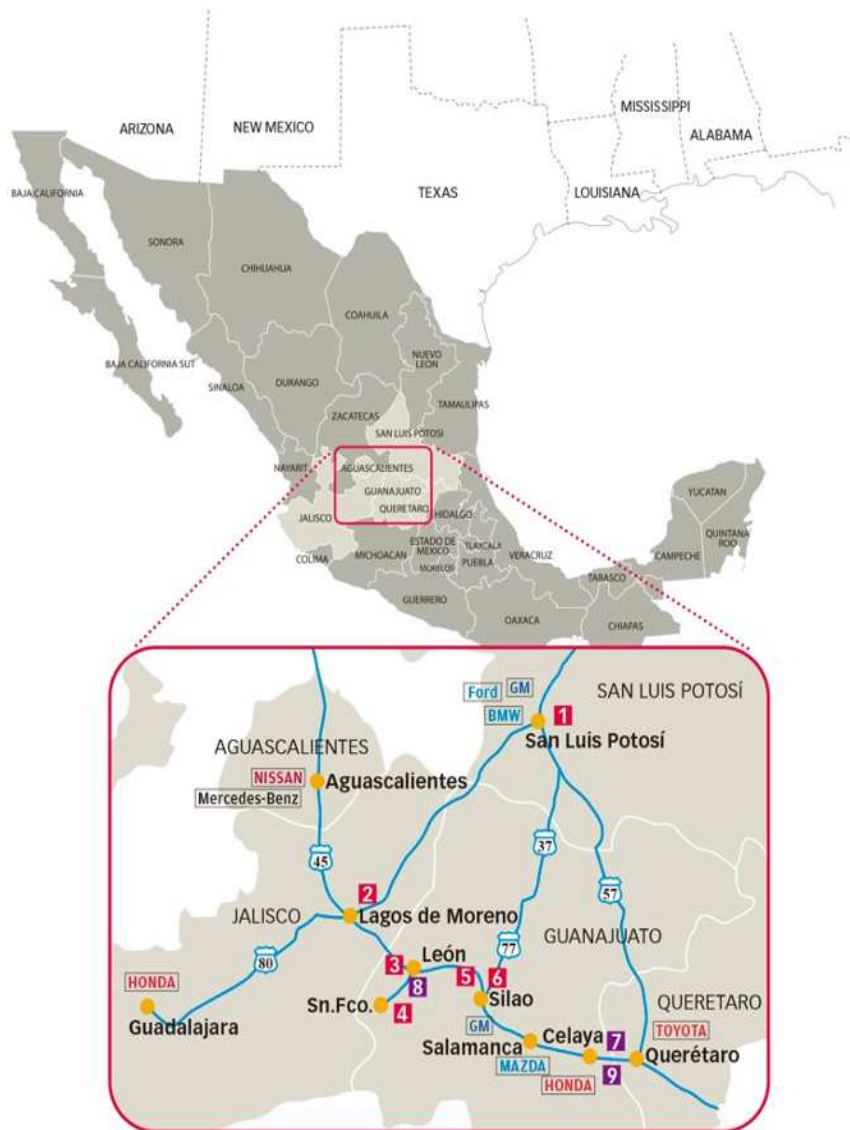 MISSISSIPPI
ARIZONA
NEW MEXICO
ALABAMA
TEXAS
LOUISIANA
BAJA CALIFORNIA
SONORA
CHIHUAHUA
COAHUILA
NUEVO
LEON
BAJA CALIFORNIA SUT
SINALOA
DURANGO
TAMAULIPAS
ZACATECAS
SAN LUIS POTOSI
NAYARIT
AGUASCALIENTES
GUANAJUATO
QUERETARO
HIDALGO
JALISCO
YUCATAN
QUINTANA
ROO
CAMPECHE
COLIMA
MICHOACAN
ESTADO DE
MEXICO
TLAXCALA
MORELOS
PUEBLA
VERACRUZ
TABASCO
GUERRERO
OAXACA
CHIAPAS
Ford GM
SAN LUIS POTOSÍ
BMW
1
San Luis Potosí
AGUASCALIENTES
NISSAN
Aguascalientes
Mercedes-Benz
45
37
57
2
JALISCO
Lagos de Moreno
GUANAJUATO
77
80
3
León
5
6
8
HONDA
Sn.Fco.
4
Silao
QUERETARO
Guadalajara
GM
Celaya
7
TOYOTA
Salamanca
Querétaro
MAZDA
HONDA
9